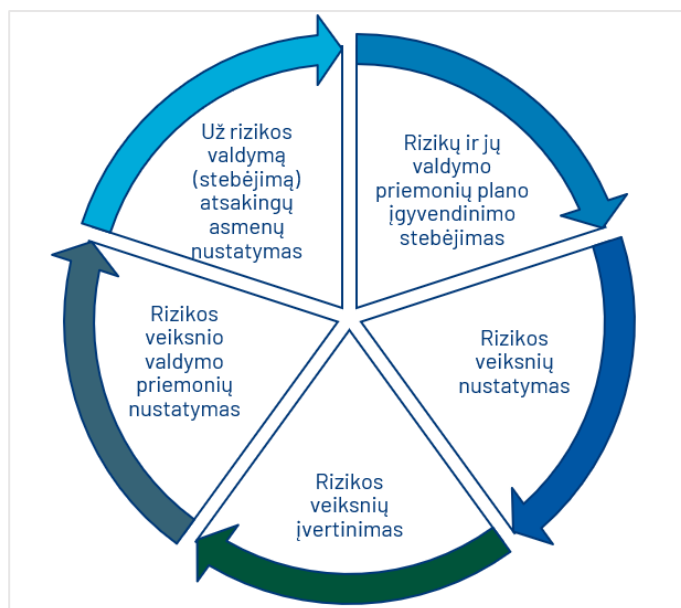 Už rizikos
valdymą
(stebėjimą)
atsakingų
asmenų
nustatymas
Rizikų ir jų
valdymo
priemonių plano
įgyvendinimo
stebėjimas
Rizikos
veiksnių
nustatymas
Rizikos
veiksnių
įvertinimas
Rizikos
veiksnio
valdymo
priemonių
nustatymas